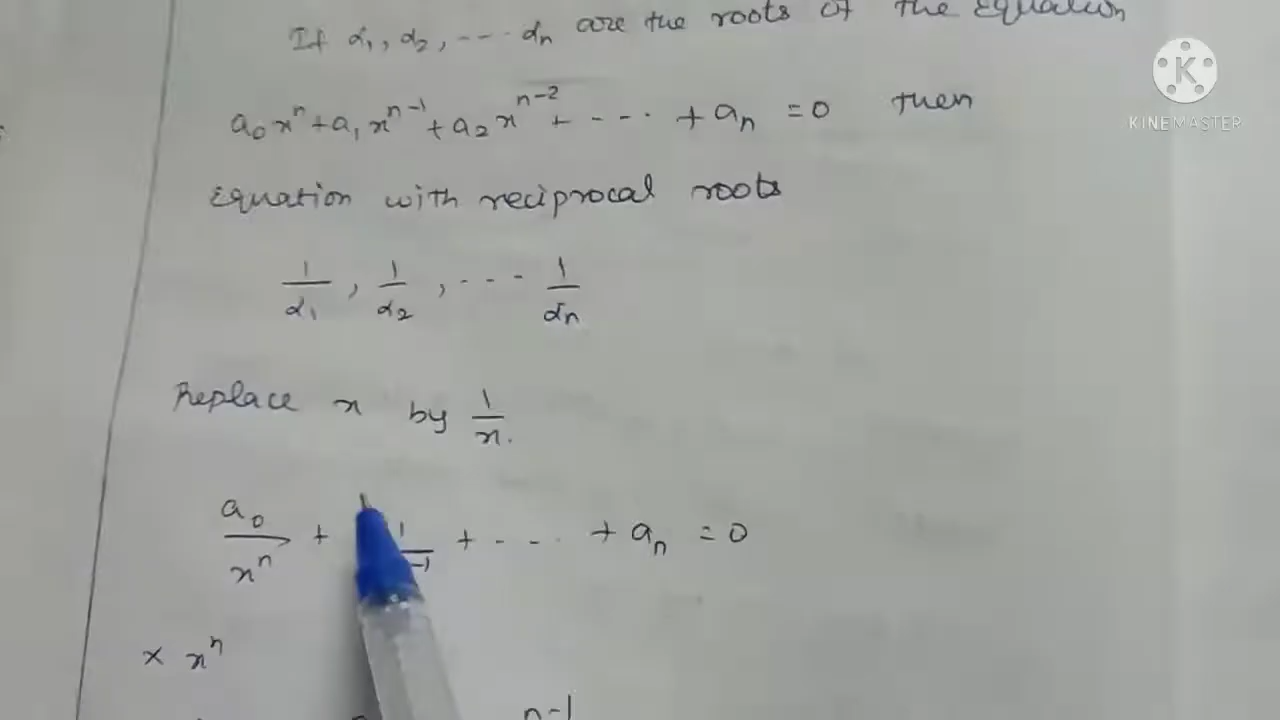 If α₁, α₂, ---- αₙ are the roots of the Equation
a₀xⁿ + a₁xⁿ⁻¹ + a₂xⁿ⁻² + - - - . + aₙ = 0 then
Equation with reciprocal roots
1/α₁ , 1/α₂ , - - - 1/αₙ
Replace x by 1/x.
a₀/xⁿ + + - - - . + aₙ = 0
× xⁿ
n-1
K
KINEMASTER